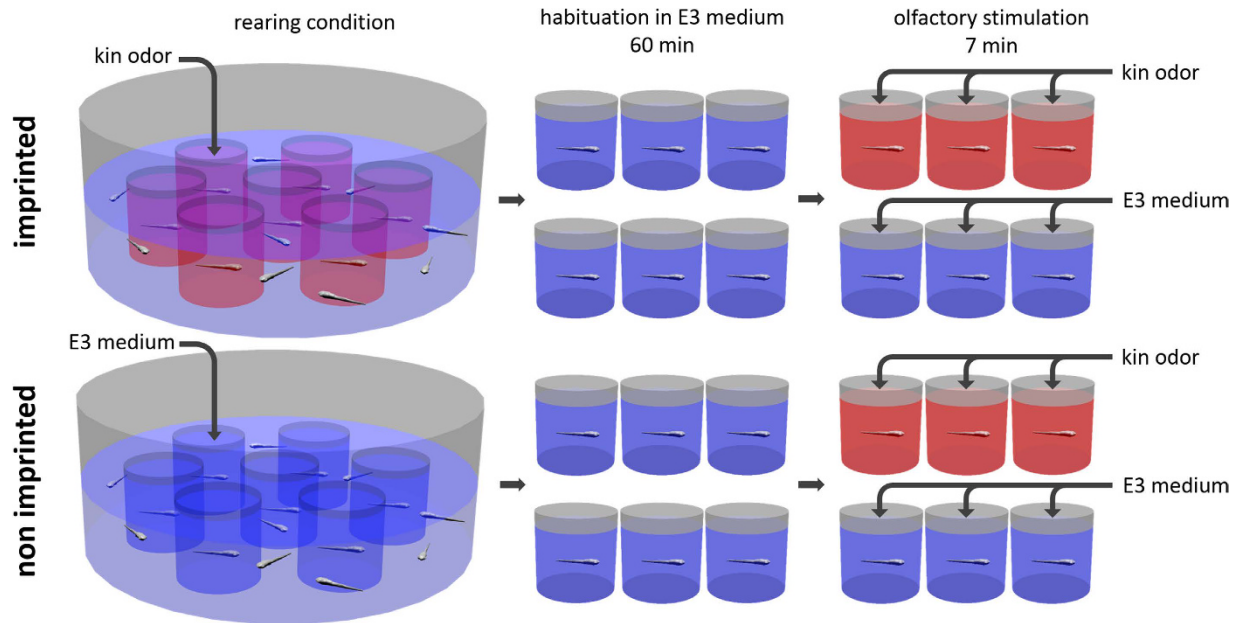 rearing condition
habituation in E3 medium
60 min
olfactory stimulation
7 min
imprinted
kin odor
kin odor
E3 medium
non imprinted
E3 medium
kin odor
E3 medium